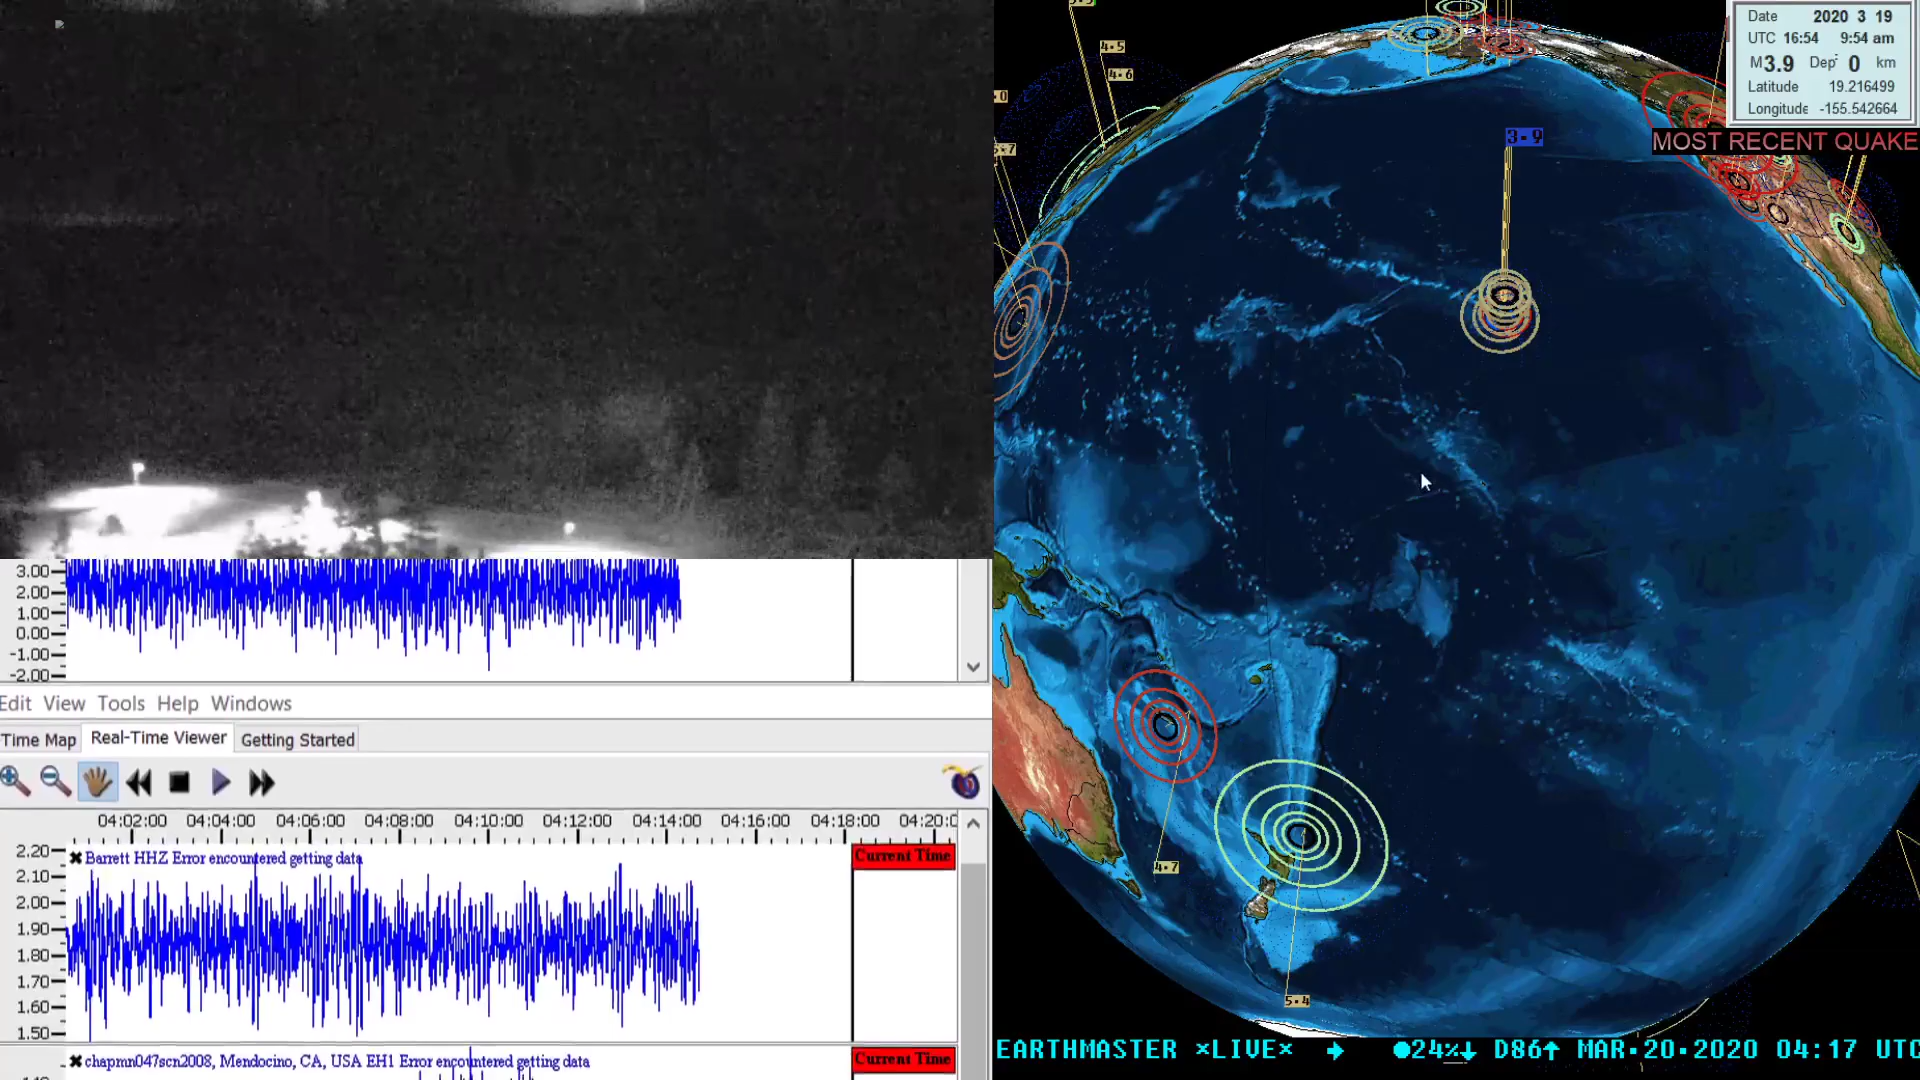 3.00
2.00
1.00
0.00
-1.00
-2.00
Edit View Tools Help Windows
Time Map Real-Time Viewer Getting Started
04:02:00 04:04:00 04:06:00 04:08:00 04:10:00 04:12:00 04:14:00 04:16:00 04:18:00 04:20:0
2.20
2.10
2.00
1.90
1.80
1.70
1.60
1.50
Barrett HHZ Error encountered getting data
Current Time
chapmn047scn2008, Mendocino, CA, USA EH1 Error encountered getting data
Current Time
4.5
4.6
3.9
4.7
5.4
Date 2020 3 19
UTC 16:54 9:54 am
M3.9 Dep 0 km
Latitude 19.216499
Longitude -155.542664
MOST RECENT QUAKE
EARTHMASTER ×LIVE× → ●24%↓ D86↑ MAR.20.2020 04:17 UTC